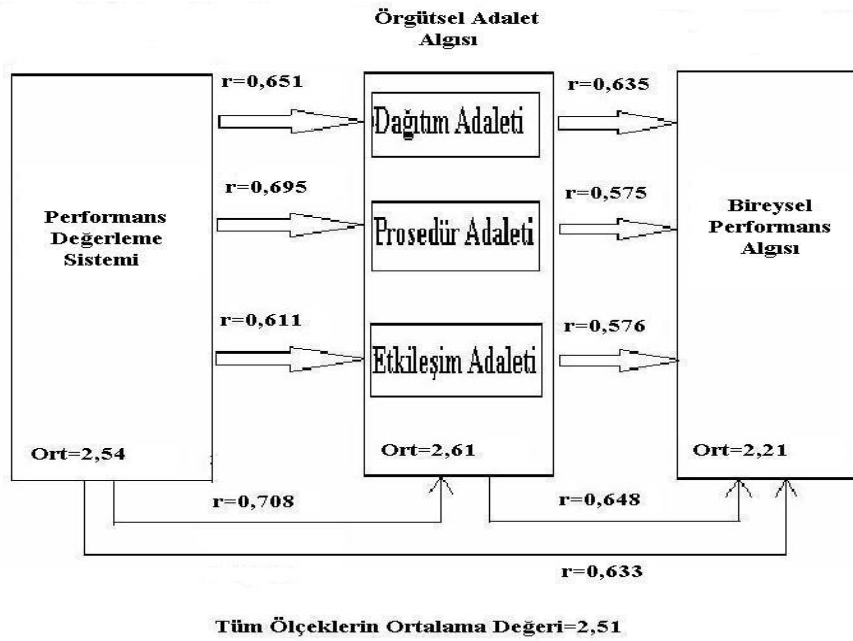 Örgütsel Adalet
Algısı
r=0,651
r=0,635
Dağıtım Adaleti
r=0,695
r=0,575
Performans
Değerleme
Sistemi
Prosedür Adaleti
Bireysel
Performans
Algısı
r=0,611
r=0,576
Etkileşim Adaleti
Ort=2,54
Ort=2,61
Ort=2,21
r=0,708
r=0,648
r=0,633
Tüm Ölçeklerin Ortalama Değeri=2,51